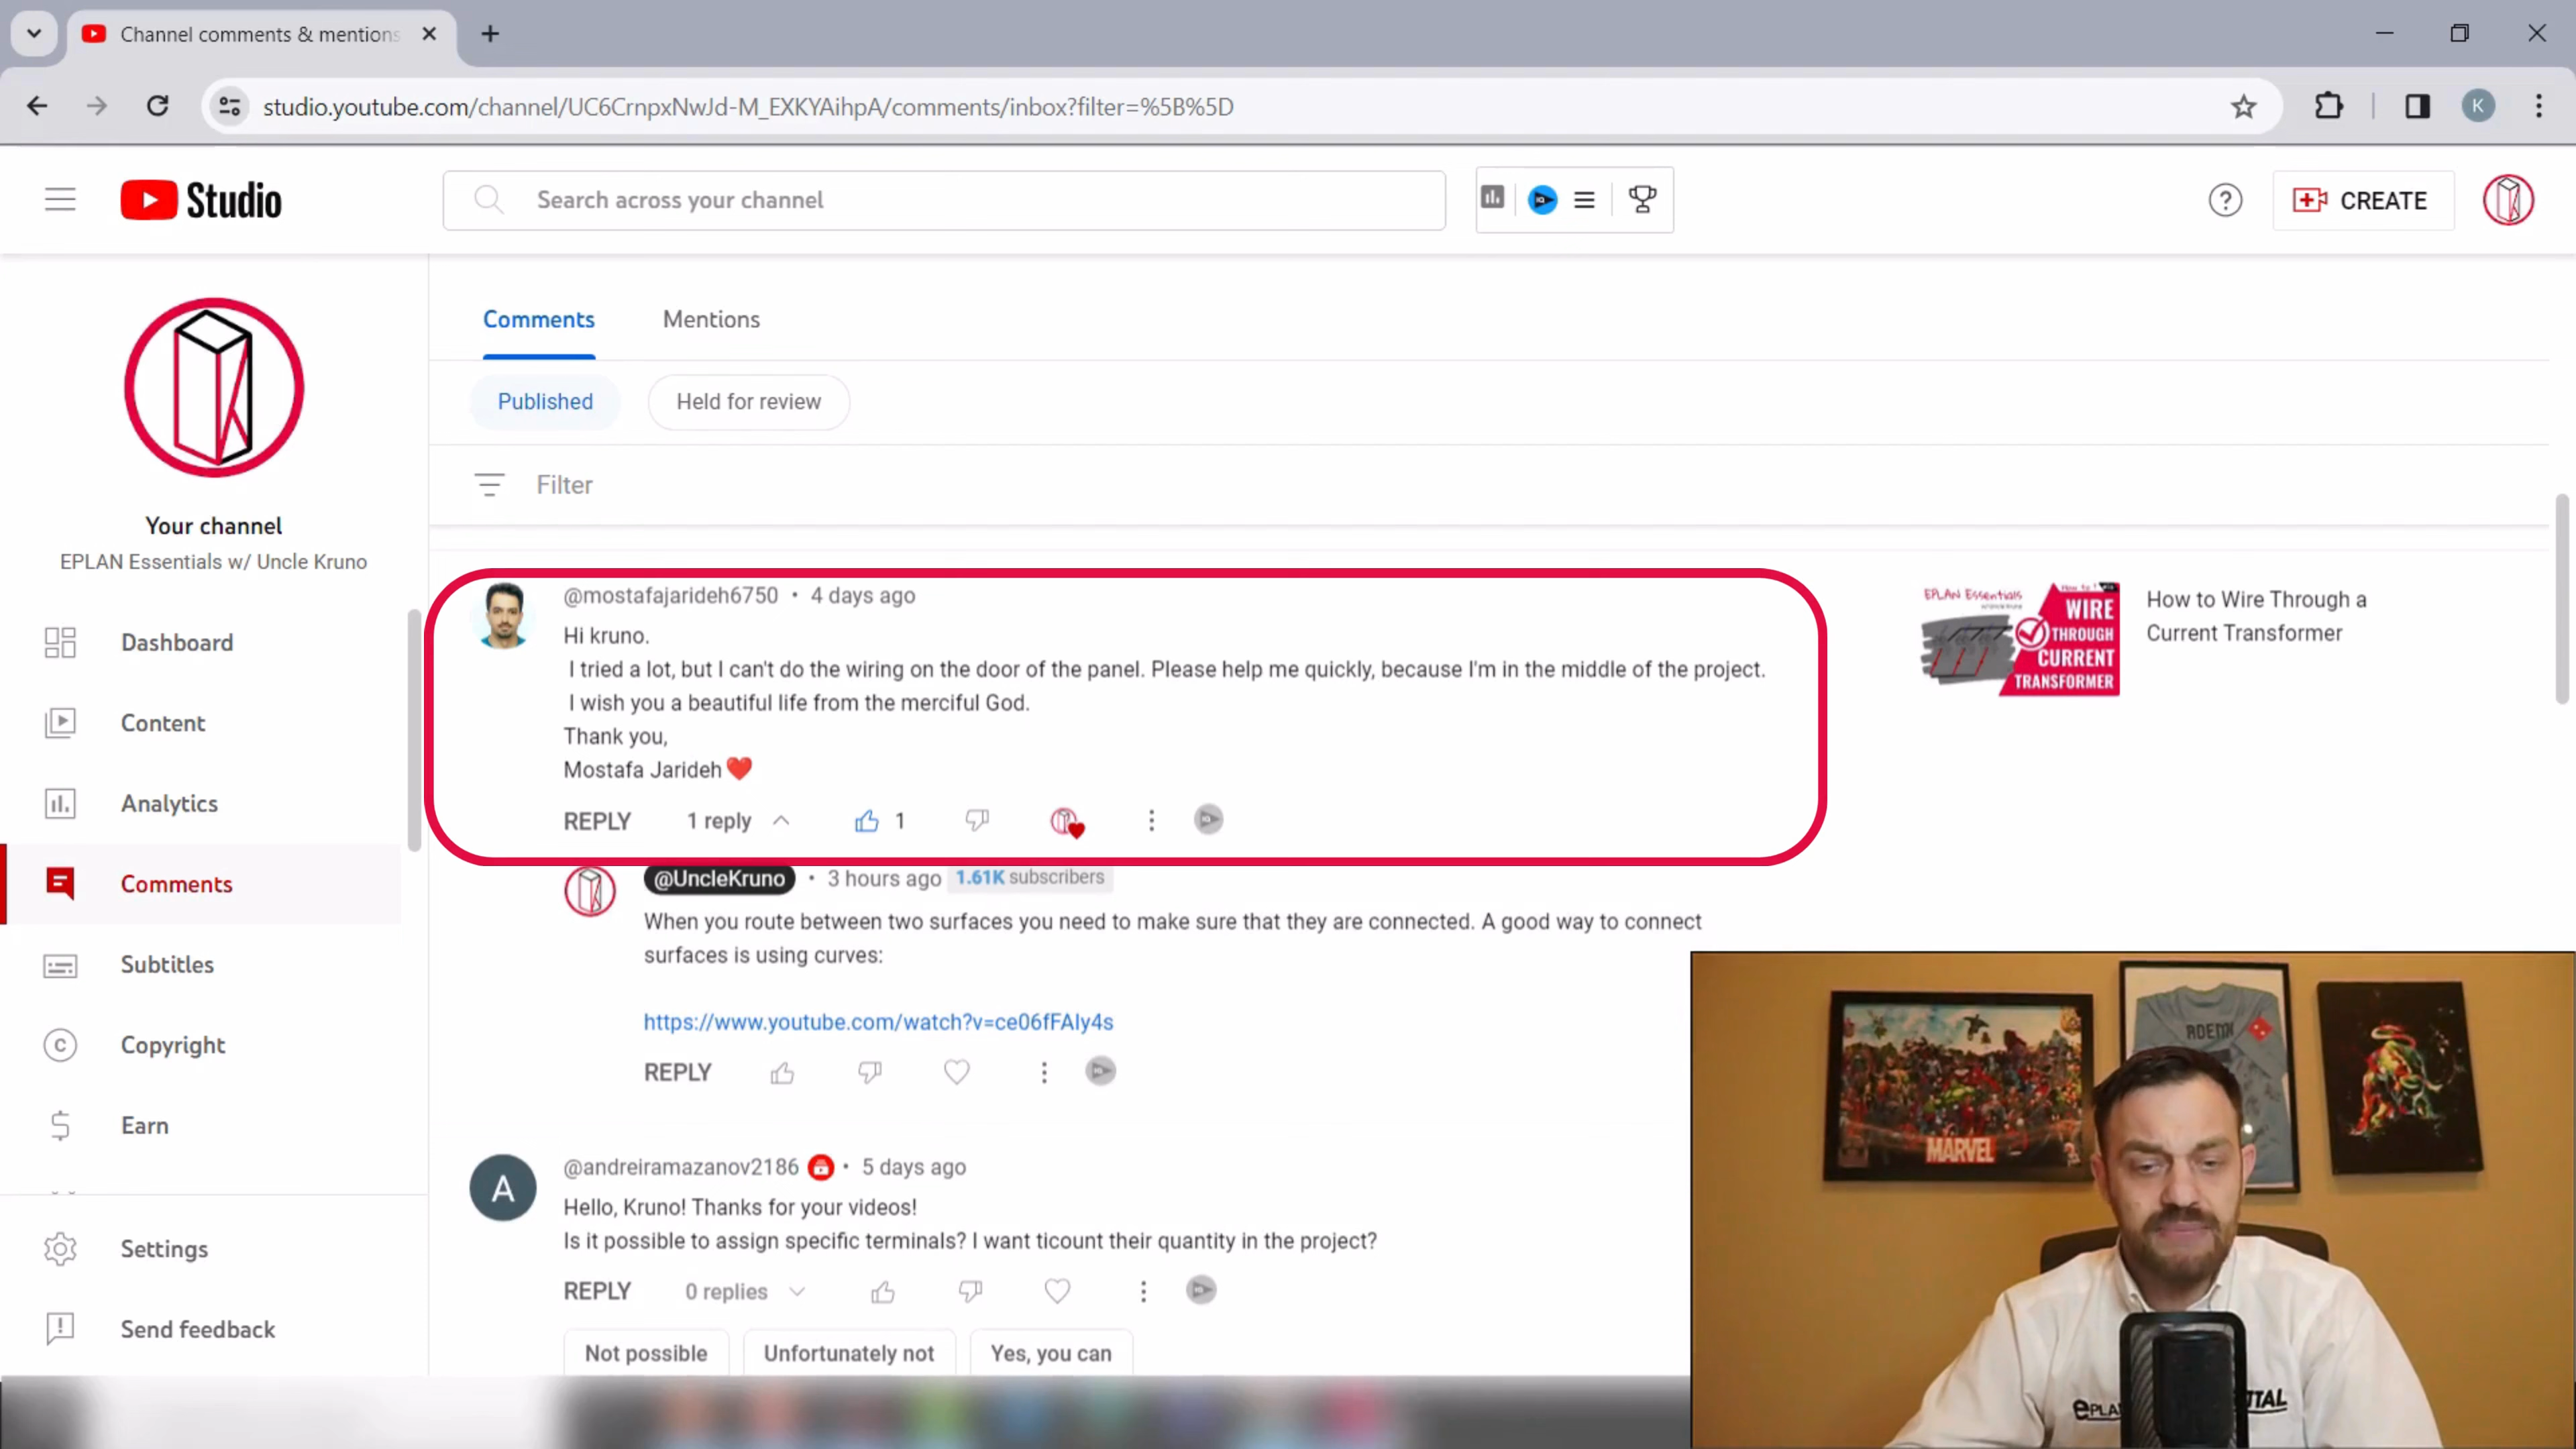 Channel comments & mentions
studio.youtube.com/channel/UC6CrnpxNwJd-M_EXKYAihpA/comments/inbox?filter=%5B%5D
K
Studio
Search across your channel
CREATE
Your channel
EPLAN Essentials w/ Uncle Kruno
Dashboard
Content
Analytics
Comments
Subtitles
Copyright
Earn
Settings
Send feedback
Comments
Mentions
Published
Held for review
Filter
@mostafajarideh6750 • 4 days ago
Hi kruno.
I tried a lot, but I can't do the wiring on the door of the panel. Please help me quickly, because I'm in the middle of the project.
I wish you a beautiful life from the merciful God.
Thank you,
Mostafa Jarideh❤️
REPLY 1 reply 1
EPLAN Essentials
WIRE
THROUGH
CURRENT
TRANSFORMER
How to Wire Through a
Current Transformer
@UncleKruno • 3 hours ago 1.61K subscribers
When you route between two surfaces you need to make sure that they are connected. A good way to connect
surfaces is using curves:
https://www.youtube.com/watch?v=ce06fFAIy4s
REPLY
A
@andreiramazanov2186 • 5 days ago
Hello, Kruno! Thanks for your videos!
Is it possible to assign specific terminals? I want ticount their quantity in the project?
REPLY 0 replies
Not possible
Unfortunately not
Yes, you can
MARVEL